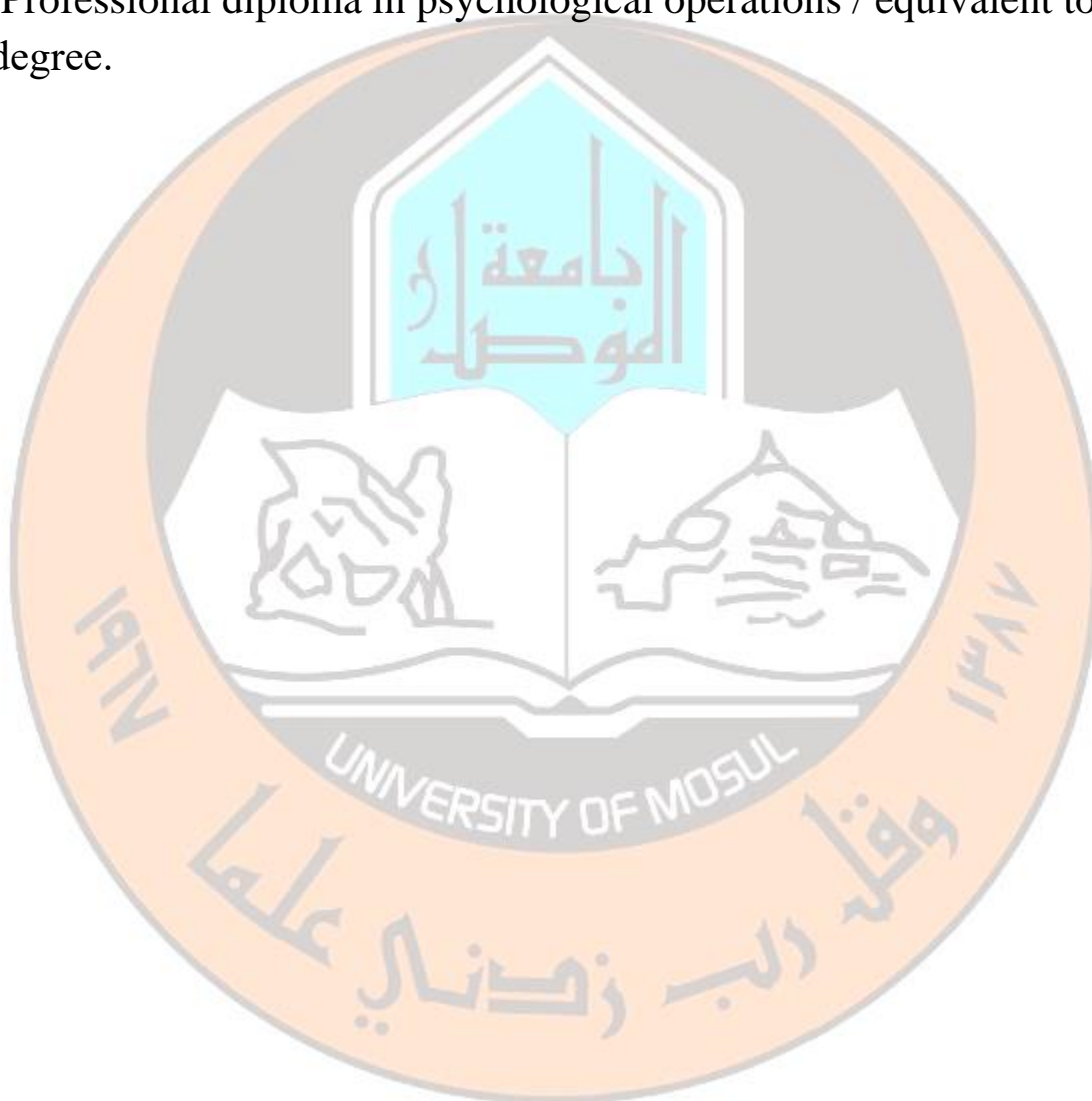 Professional diploma in psychological operations / equivalent to
degree.
جامعة
الموصل
١٩٦٧
١٣٨٧
UNIVERSITY OF MOSUL
وقل رب زدني علما